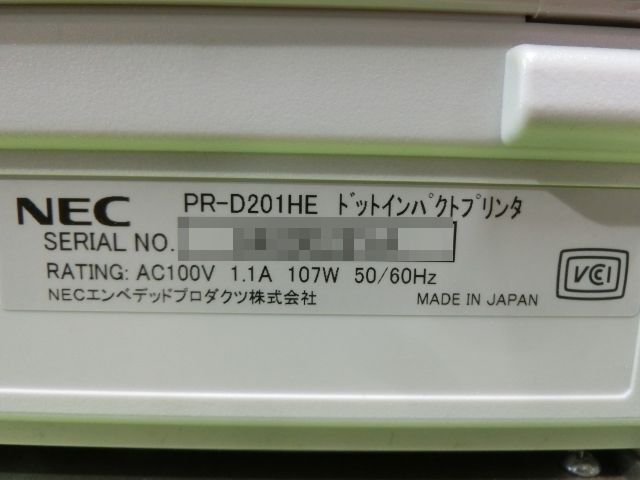 NEC PR-D201HE ﾄﾞｯﾄｲﾝﾊﾟｸﾄﾌﾟﾘﾝﾀ
SERIAL NO.
RATING: AC100V 1.1A 107W 50/60Hz
NECエンベデッドプロダクツ株式会社 MADE IN JAPAN
VCCI